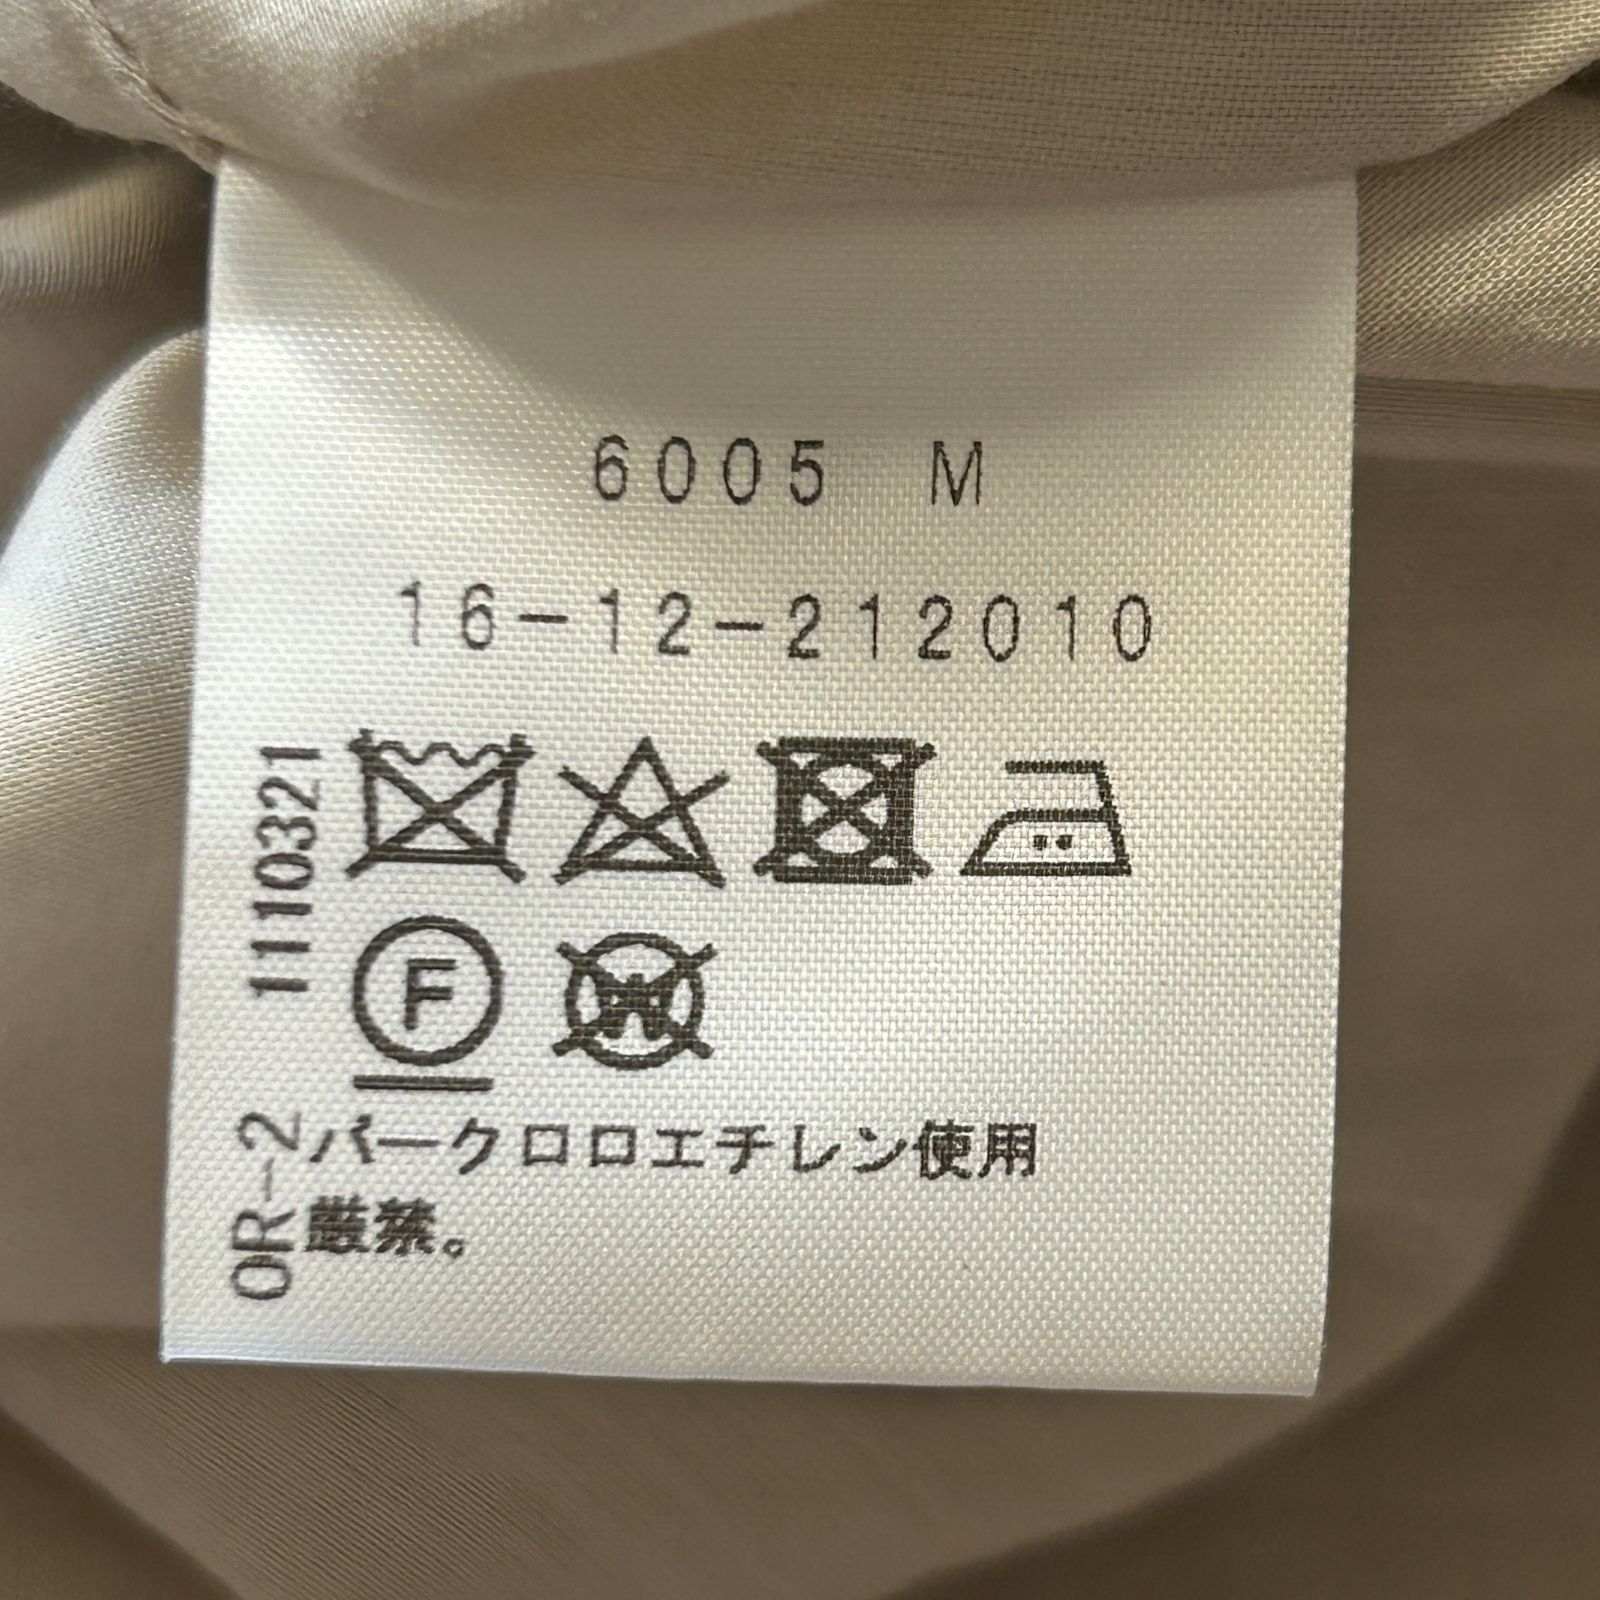 6005 M
16-12-212010
1110321
F
W
OR-2
パークロロエチレン使用
厳禁。